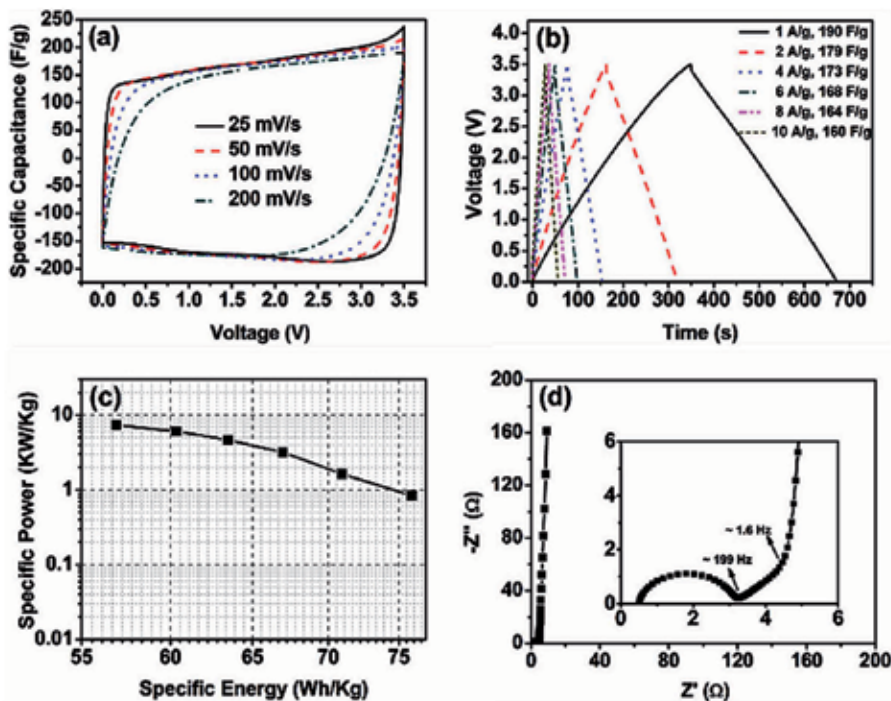 (a)
250
200
150
100
50
0
-50
-100
-150
-200
Specific Capacitance (F/g)
25 mV/s
50 mV/s
100 mV/s
200 mV/s
0.0 0.5 1.0 1.5 2.0 2.5 3.0 3.5
Voltage (V)
(b)
4.0
3.5
3.0
2.5
2.0
1.5
1.0
0.5
0.0
Voltage (V)
1 A/g, 190 F/g
2 A/g, 179 F/g
4 A/g, 173 F/g
6 A/g, 168 F/g
8 A/g, 164 F/g
10 A/g, 160 F/g
0 100 200 300 400 500 600 700
Time (s)
(c)
10
1
0.1
0.01
Specific Power (KW/Kg)
55 60 65 70 75
Specific Energy (Wh/Kg)
(d)
200
160
120
80
40
0
-Z'' (Ω)
6
4
2
0
~ 1.6 Hz
~ 199 Hz
0 2 4 6
0 40 80 120 160 200
Z' (Ω)